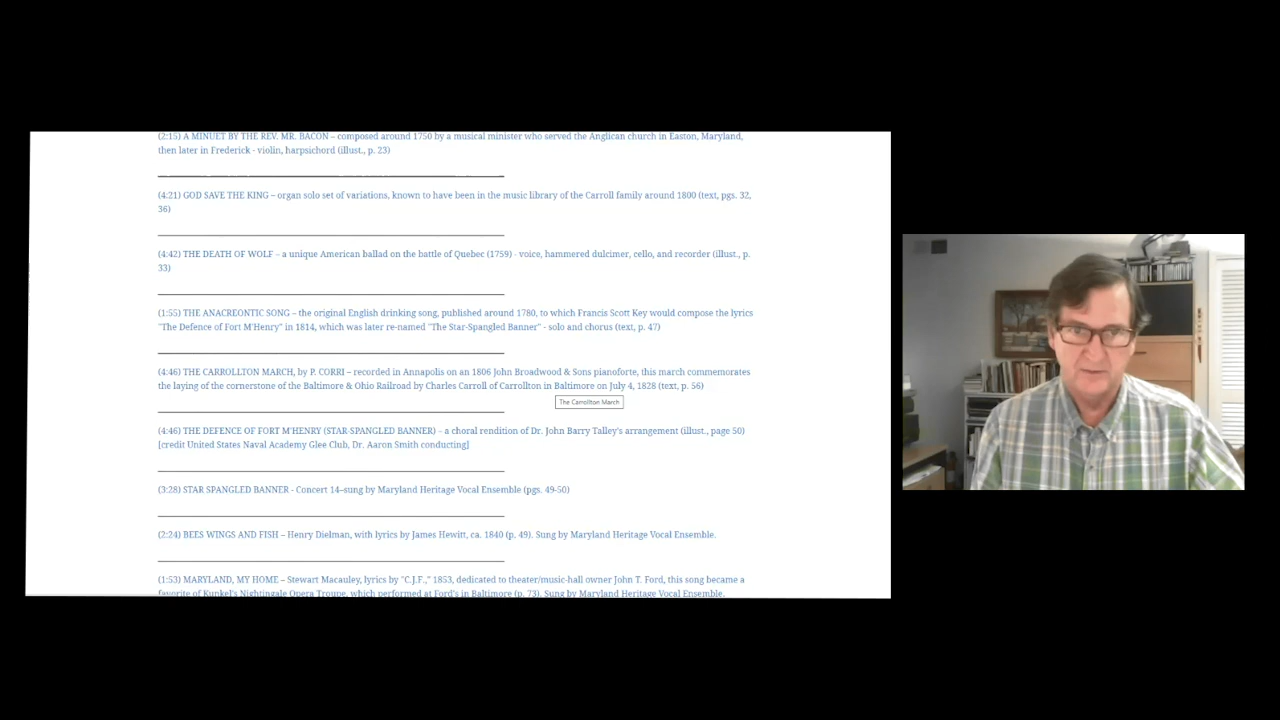 (2:15) A MINUET BY THE REV. MR. BACON – composed around 1750 by a musical minister who served the Anglican church in Easton, Maryland,
then later in Frederick - violin, harpsichord (illust., p. 23)
(4:21) GOD SAVE THE KING – organ solo set of variations, known to have been in the music library of the Carroll family around 1800 (text, pgs. 32,
36)
(4:42) THE DEATH OF WOLF – a unique American ballad on the battle of Quebec (1759) - voice, hammered dulcimer, cello, and recorder (illust., p.
33)
(1:55) THE ANACREONTIC SONG – the original English drinking song, published around 1780, to which Francis Scott Key would compose the lyrics
"The Defence of Fort M'Henry" in 1814, which was later re-named "The Star-Spangled Banner" - solo and chorus (text, p. 47)
(4:46) THE CARROLLTON MARCH, by P. CORRI – recorded in Annapolis on an 1806 John Broadwood & Sons pianoforte, this march commemorates
the laying of the cornerstone of the Baltimore & Ohio Railroad by Charles Carroll of Carrollton in Baltimore on July 4, 1828 (text, p. 56)
The Carrollton March
(4:46) THE DEFENCE OF FORT M'HENRY (STAR-SPANGLED BANNER) – a choral rendition of Dr. John Barry Talley's arrangement (illust., page 50)
[credit United States Naval Academy Glee Club, Dr. Aaron Smith conducting]
(3:28) STAR SPANGLED BANNER - Concert 14–sung by Maryland Heritage Vocal Ensemble (pgs. 49-50)
(2:24) BEES WINGS AND FISH – Henry Dielman, with lyrics by James Hewitt, ca. 1840 (p. 49). Sung by Maryland Heritage Vocal Ensemble.
(1:53) MARYLAND, MY HOME – Stewart Macauley, lyrics by "C.J.F.," 1853, dedicated to theater/music-hall owner John T. Ford, this song became a
favorite of Kunkel's Nightingale Opera Troupe, which performed at Ford's in Baltimore (p. 73). Sung by Maryland Heritage Vocal Ensemble.